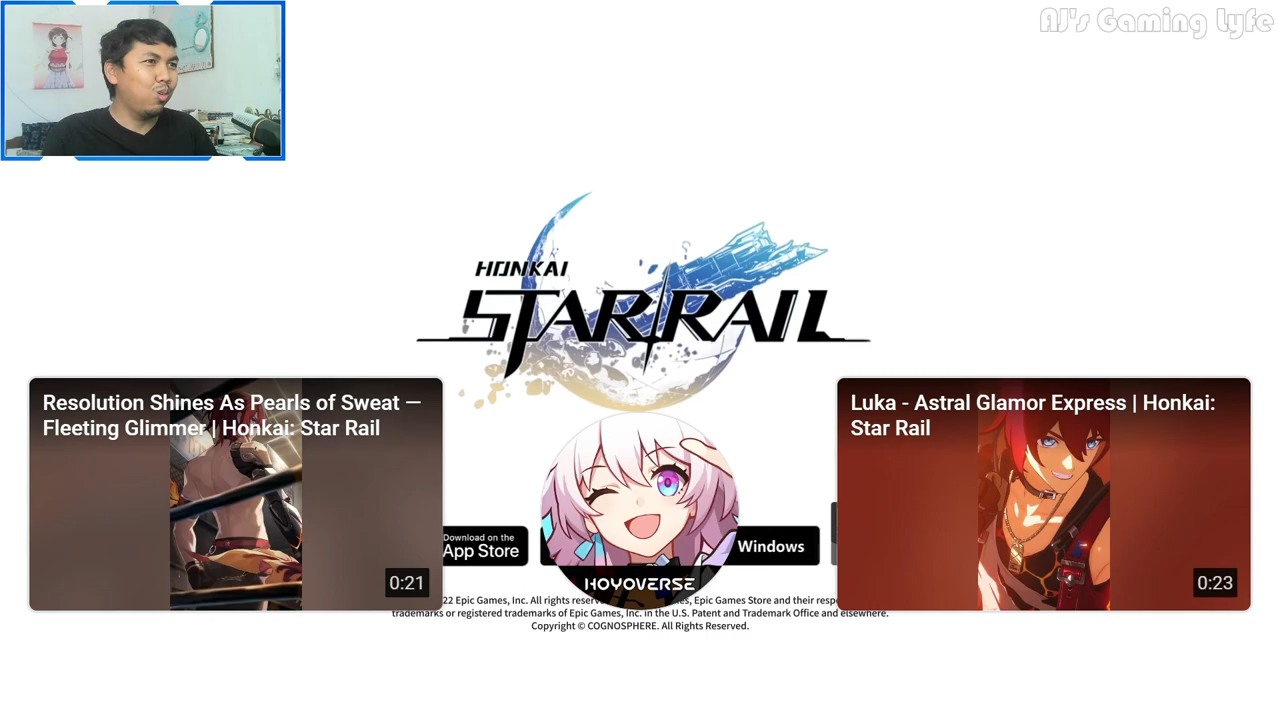 AJ's Gaming Lyfe
HONKAI
STAR RAIL
Resolution Shines As Pearls of Sweat —
Fleeting Glimmer | Honkai: Star Rail
0:21
Luka - Astral Glamor Express | Honkai:
Star Rail
0:23
Download on the
App Store
Windows
HOYOVERSE
22 Epic Games, Inc. All rights reser es, Epic Games Store and their resp
trademarks or registered trademarks of Epic Games, Inc. in the U.S. Patent and Trademark Office and elsewhere.
Copyright © COGNOSPHERE. All Rights Reserved.